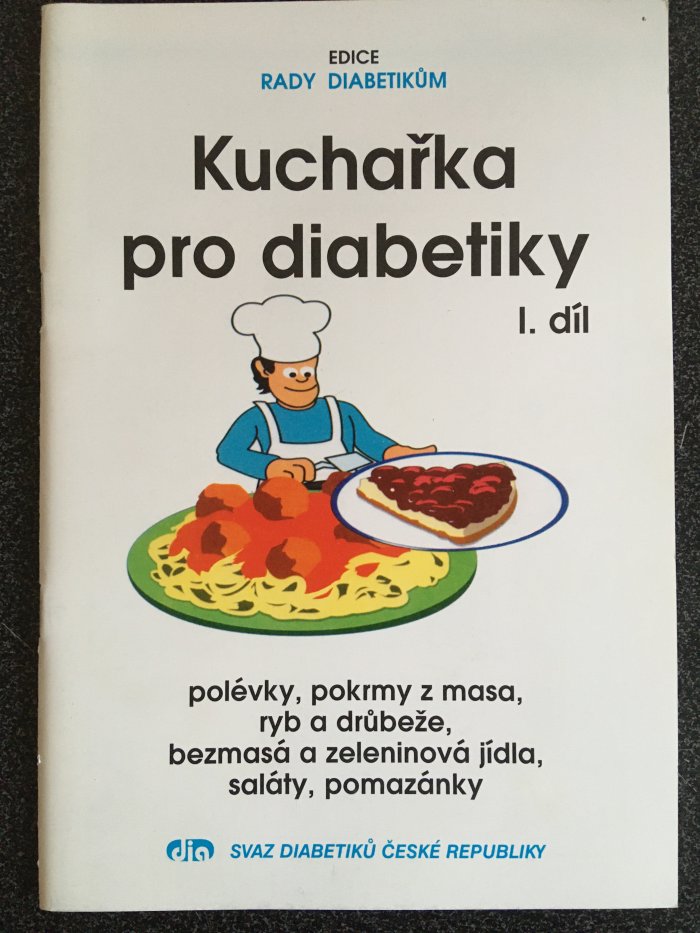 EDICE
RADY DIABETIKŮM
Kuchařka
pro diabetiky
I. díl
polévky, pokrmy z masa,
ryb a drůbeže,
bezmasá a zeleninová jídla,
saláty, pomazánky
dia SVAZ DIABETIKŮ ČESKÉ REPUBLIKY